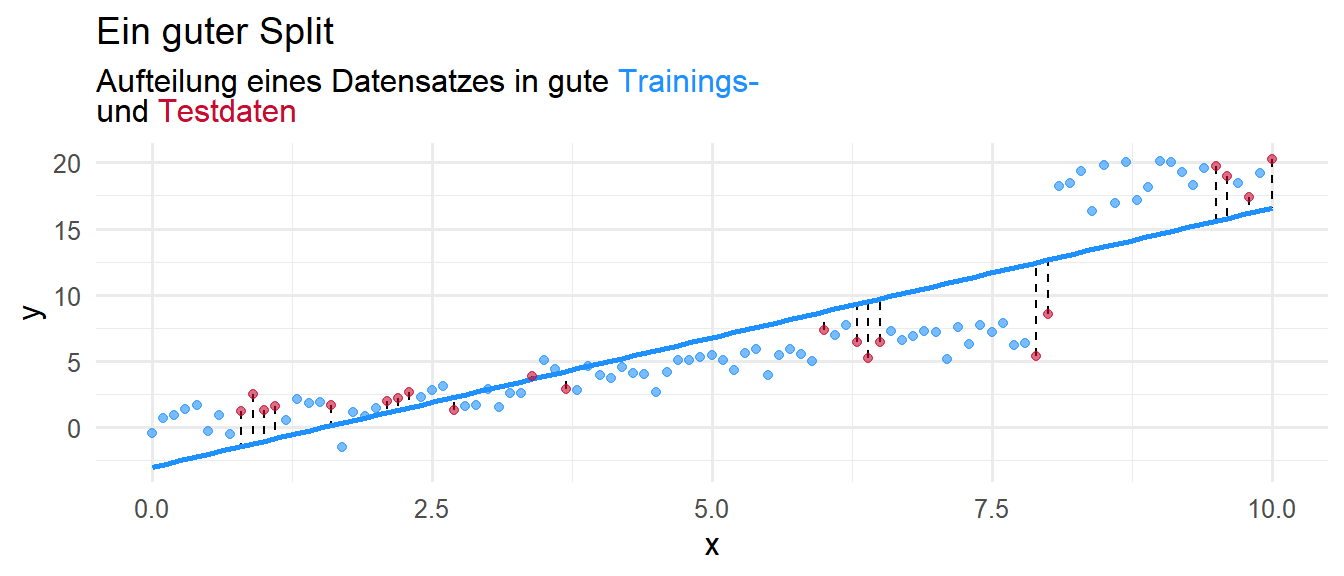 Ein guter Split
Aufteilung eines Datensatzes in gute Trainings-
und Testdaten
20
15
10
5
0
y
0.0 2.5 5.0 7.5 10.0
x